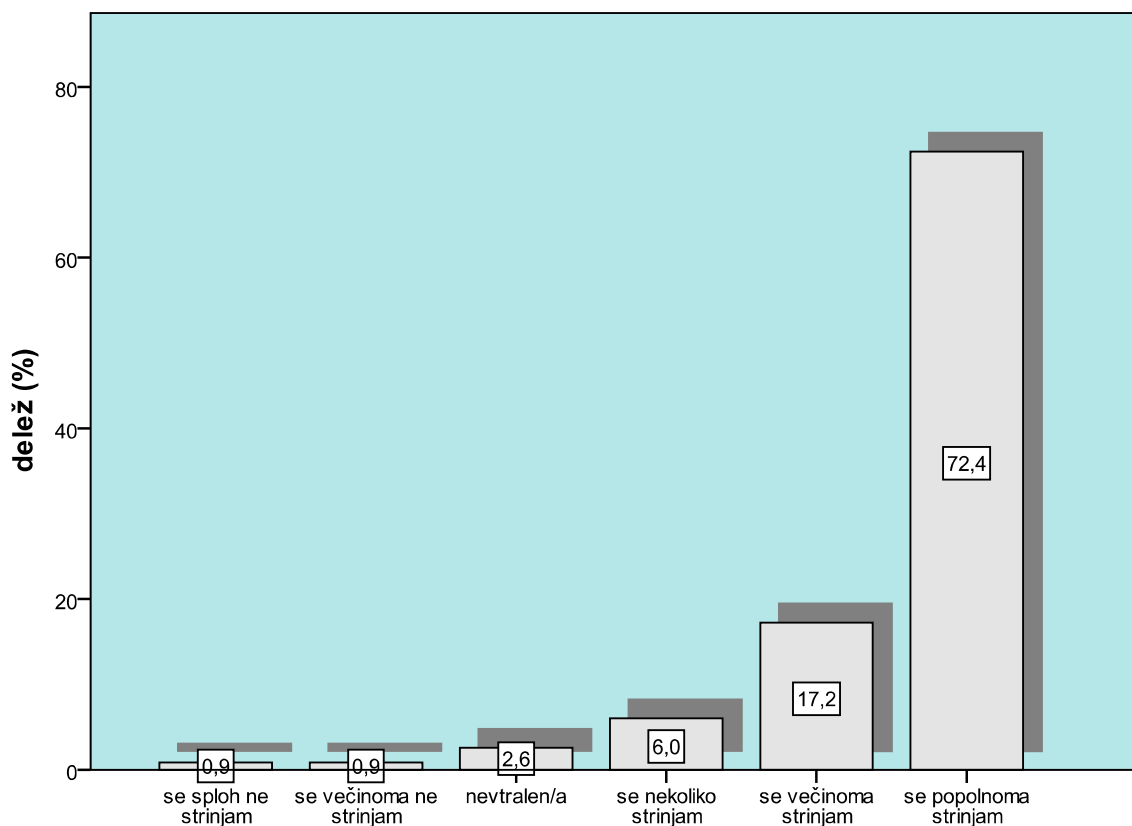 80
60
40
20
0
delež (%)
0,9
0,9
2,6
6,0
17,2
72,4
se sploh ne
strinjam
se večinoma ne
strinjam
nevtralen/a
se nekoliko
strinjam
se večinoma
strinjam
se popolnoma
strinjam